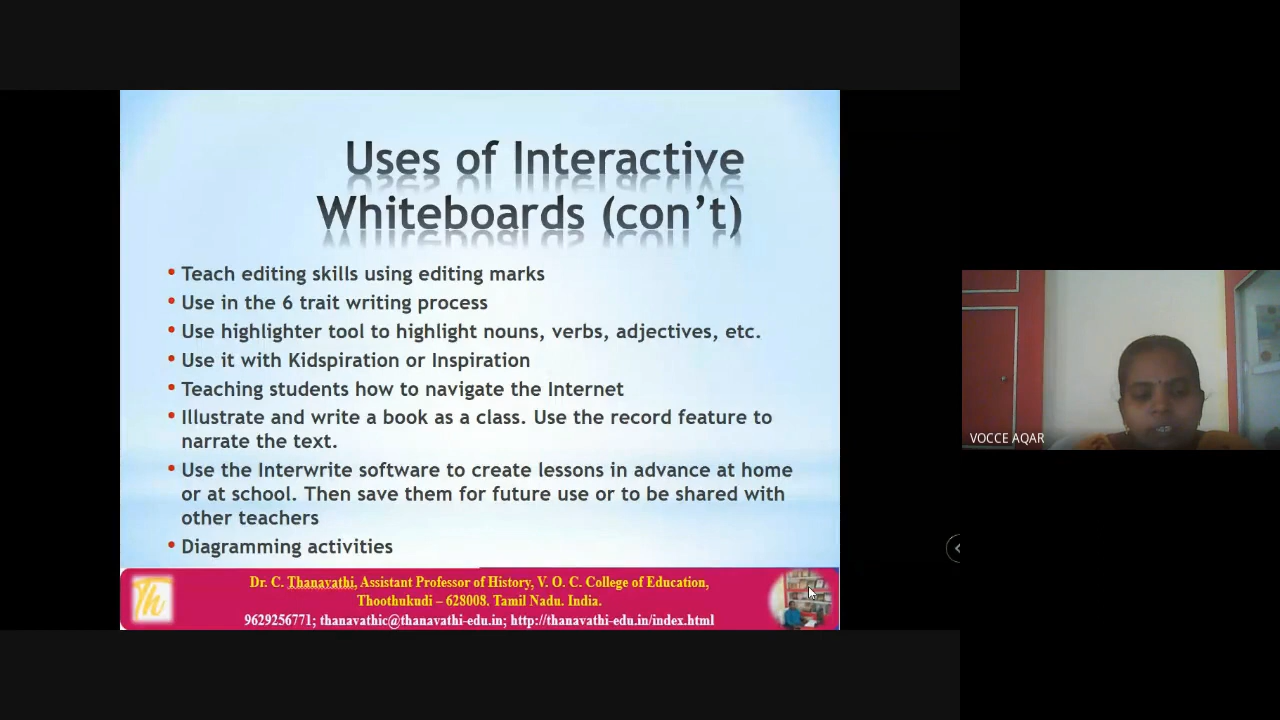 Uses of Interactive
Whiteboards (con’t)
• Teach editing skills using editing marks
• Use in the 6 trait writing process
• Use highlighter tool to highlight nouns, verbs, adjectives, etc.
• Use it with Kidspiration or Inspiration
• Teaching students how to navigate the Internet
• Illustrate and write a book as a class. Use the record feature to
narrate the text.
• Use the Interwrite software to create lessons in advance at home
or at school. Then save them for future use or to be shared with
other teachers
• Diagramming activities
Th
Dr. C. Thanavathi, Assistant Professor of History, V. O. C. College of Education,
Thoothukudi – 628008. Tamil Nadu. India.
9629256771; thanavathic@thanavathi-edu.in; http://thanavathi-edu.in/index.html
VOCCE AQAR